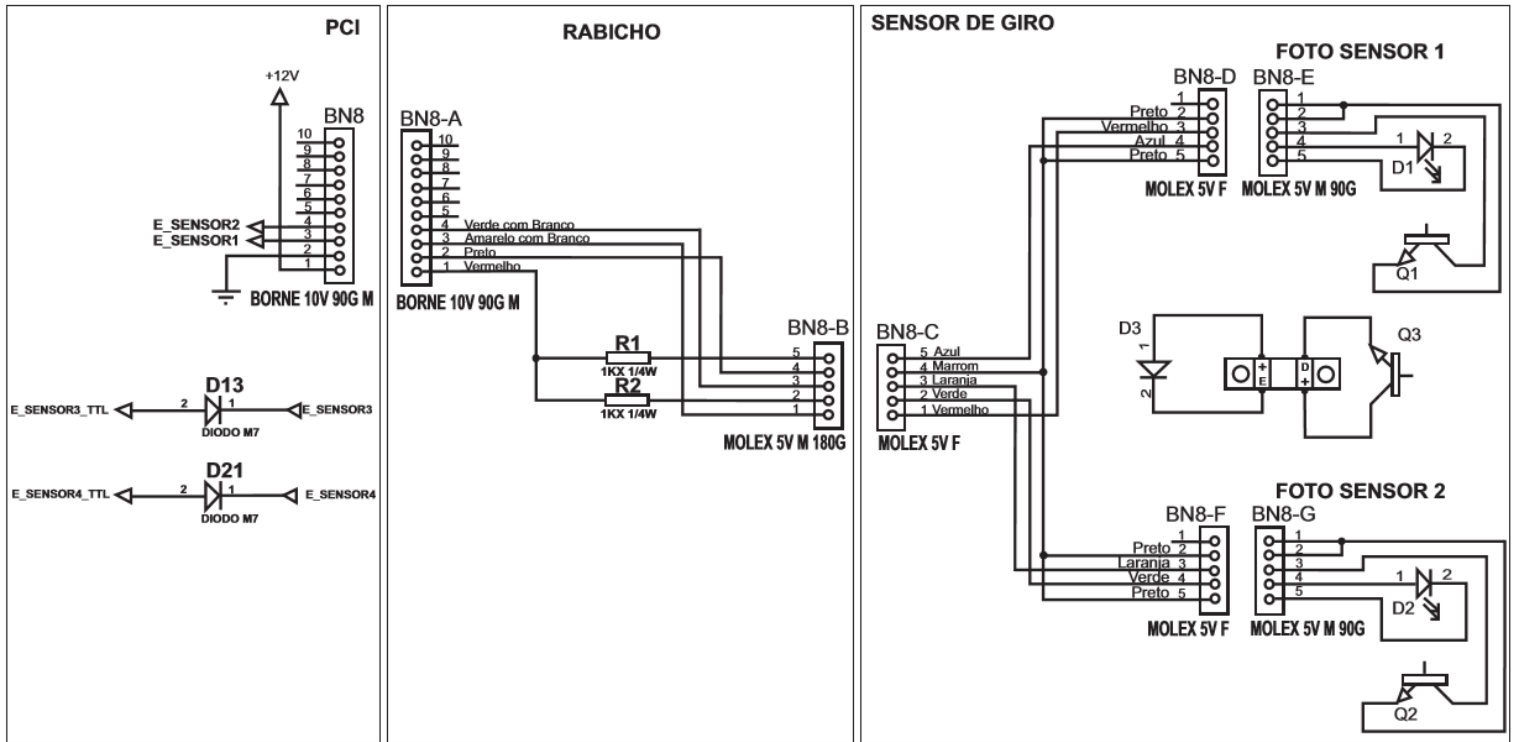 PCI
+12V
BN8
10
9
8
7
6
5
4
3
2
1
E_SENSOR2
E_SENSOR1
BORNE 10V 90G M
D13
E_SENSOR3_TTL
2
1
E_SENSOR3
DIODO M7
D21
E_SENSOR4_TTL
2
1
E_SENSOR4
DIODO M7
RABICHO
BN8-A
10
9
8
7
6
5
4 Verde com Branco
3 Amarelo com Branco
2 Preto
1 Vermelho
BORNE 10V 90G M
R1
1KX 1/4W
R2
1KX 1/4W
BN8-B
5
4
3
2
1
MOLEX 5V M 180G
SENSOR DE GIRO
BN8-C
5 Azul
4 Marrom
3 Laranja
2 Verde
1 Vermelho
MOLEX 5V F
FOTO SENSOR 1
BN8-D
1
Preto 2
Vermelho 3
Azul 4
Preto 5
MOLEX 5V F
BN8-E
1
2
3
4
5
MOLEX 5V M 90G
1
2
D1
Q1
D3
1
2
+
E
D
+
Q3
FOTO SENSOR 2
BN8-F
1
Preto 2
Laranja 3
Verde 4
Preto 5
MOLEX 5V F
BN8-G
1
2
3
4
5
MOLEX 5V M 90G
1
2
D2
Q2